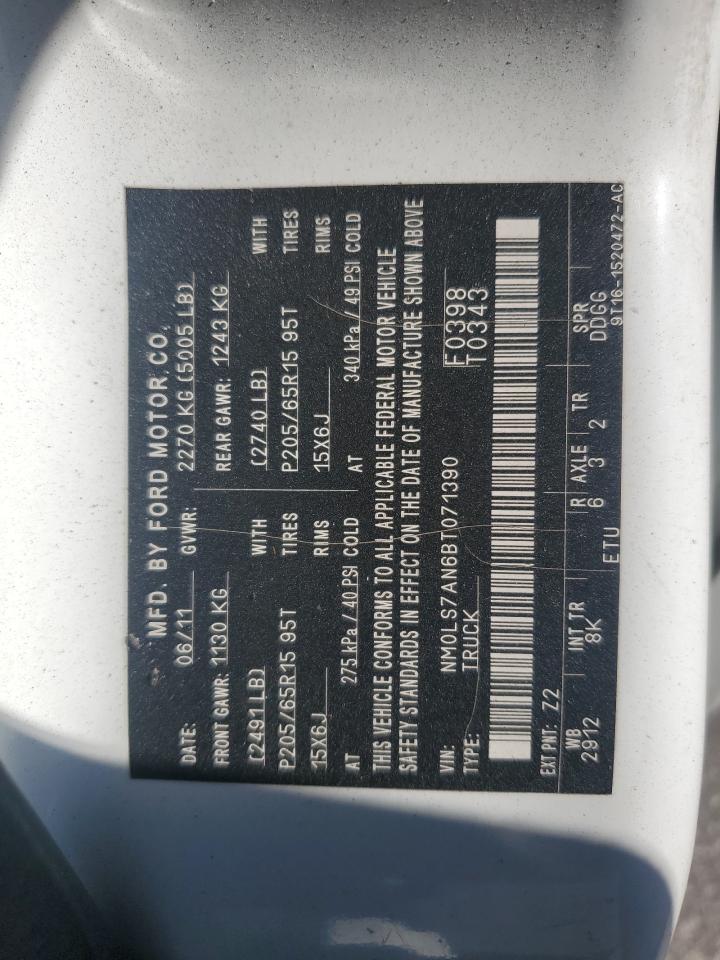 MFD. BY FORD MOTOR CO.
DATE: 06/11 GVWR: 2270 KG (5005 LB)
FRONT GAWR: 1130 KG REAR GAWR: 1243 KG
(2491LB) WITH (2740LB) WITH
P205/65R15 95T TIRES P205/65R15 95T TIRES
15X6J RIMS 15X6J RIMS
AT 275 kPa / 40 PSI COLD AT 340 kPa / 49 PSI COLD
THIS VEHICLE CONFORMS TO ALL APPLICABLE FEDERAL MOTOR VEHICLE
SAFETY STANDARDS IN EFFECT ON THE DATE OF MANUFACTURE SHOWN ABOVE
VIN: NM0LS7AN6BT071390 F0398
TYPE: TRUCK T0343
EXT PNT: Z2
WB INT TR R AXLE TR SPR
2912 8K 6 3 2 DDGG
ETU 9T16-1520472-AC